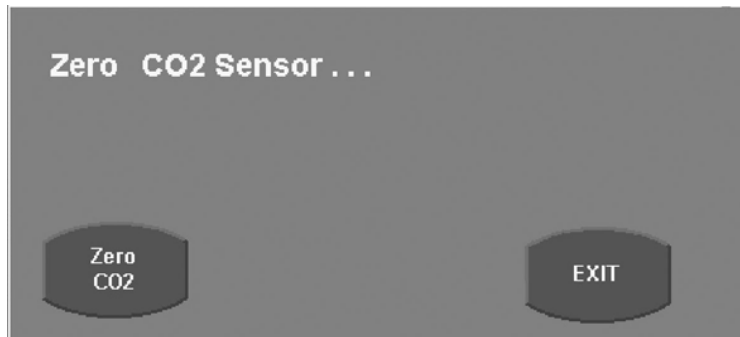 Zero CO2 Sensor . . .
Zero
CO2
EXIT